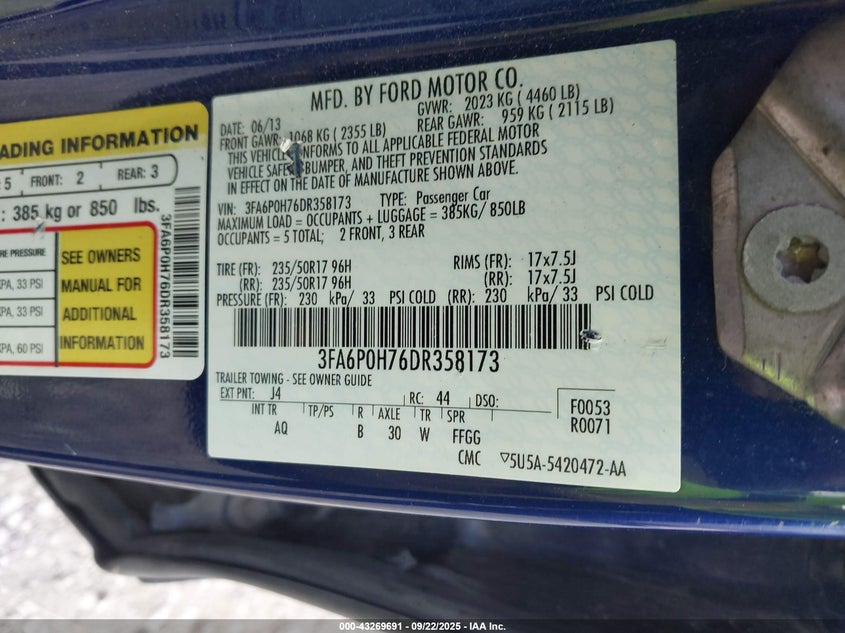 ADING INFORMATION
: 5 FRONT: 2 REAR: 3
: 385 kg or 850 lbs.
RE PRESSURE
KPA, 33 PSI
KPA, 33 PSI
KPA, 60 PSI
SEE OWNERS
MANUAL FOR
ADDITIONAL
INFORMATION
3FA6P0H76DR358173
MFD. BY FORD MOTOR CO.
DATE: 06/13 GVWR: 2023 KG ( 4460 LB)
FRONT GAWR: 1068 KG ( 2355 LB) REAR GAWR: 959 KG ( 2115 LB)
THIS VEHICLE CONFORMS TO ALL APPLICABLE FEDERAL MOTOR
VEHICLE SAFETY, BUMPER, AND THEFT PREVENTION STANDARDS
IN EFFECT ON THE DATE OF MANUFACTURE SHOWN ABOVE.
VIN: 3FA6P0H76DR358173 TYPE: Passenger Car
MAXIMUM LOAD = OCCUPANTS + LUGGAGE = 385KG/ 850LB
OCCUPANTS = 5 TOTAL; 2 FRONT, 3 REAR
TIRE (FR): 235/50R17 96H RIMS (FR): 17x7.5J
(RR): 235/50R17 96H (RR): 17x7.5J
PRESSURE (FR): 230 kPa/ 33 PSI COLD (RR): 230 kPa/ 33 PSI COLD
3FA6P0H76DR358173
TRAILER TOWING - SEE OWNER GUIDE
EXT PNT: J4 RC: 44 DSO:
INT TR TP/PS R AXLE TR SPR
AQ B 30 W FFGG
F0053
R0071
CMC ▽5U5A-5420472-AA
000-43269691 - 09/22/2025 - IAA Inc.